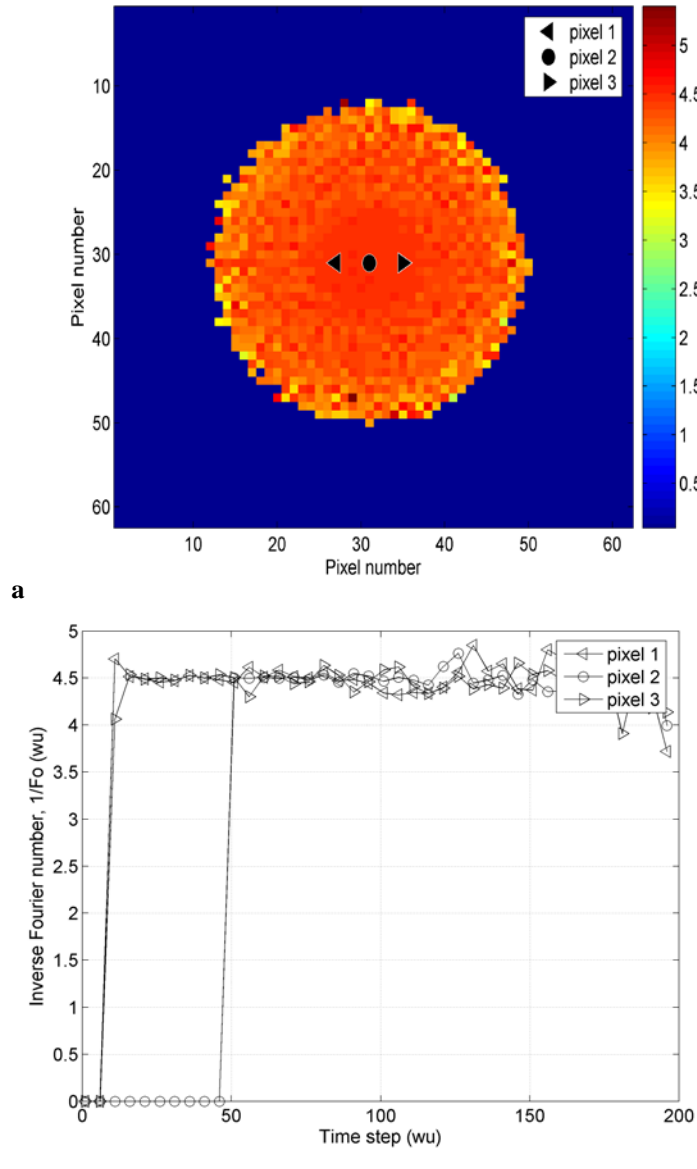 pixel 1
pixel 2
pixel 3
10
20
30
40
50
60
Pixel number
10 20 30 40 50 60
Pixel number
5
4.5
4
3.5
3
2.5
2
1.5
1
0.5
a
5
4.5
4
3.5
3
2.5
2
1.5
1
0.5
0
Inverse Fourier number, 1/Fo (wu)
pixel 1
pixel 2
pixel 3
0 50 100 150 200
Time step (wu)